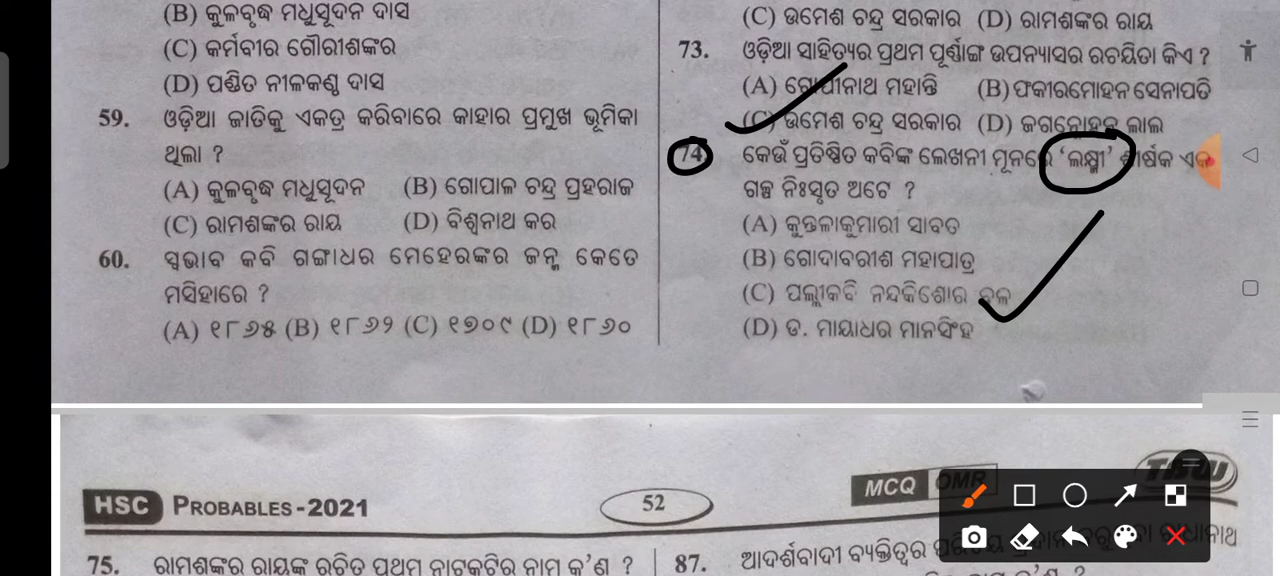 (B) କୁଳବୃଦ୍ଧ ମଧୁସୂଦନ ଦାସ
(C) କର୍ମବୀର ଗୌରୀଶଙ୍କର
(D) ପଣ୍ଡିତ ନୀଳକଣ୍ଠ ଦାସ
59. ଓଡ଼ିଆ ଜାତିକୁ ଏକତ୍ର କରିବାରେ କାହାର ପ୍ରମୁଖ ଭୂମିକା
ଥିଲା ?
(A) କୁଳବୃଦ୍ଧ ମଧୁସୂଦନ (B) ଗୋପାଳ ଚନ୍ଦ୍ର ପ୍ରହରାଜ
(C) ରାମଶଙ୍କର ରାୟ (D) ବିଶ୍ୱନାଥ କର
60. ସ୍ୱଭାବ କବି ଗଙ୍ଗାଧର ମେହେରଙ୍କର ଜନ୍ମ କେତେ
ମସିହାରେ ?
(A) ୧୮୬୫ (B) ୧୮୬୨ (C) ୧୭୦୯ (D) ୧୮୬୦
(C) ଉମେଶ ଚନ୍ଦ୍ର ସରକାର (D) ରାମଶଙ୍କର ରାୟ
73. ଓଡ଼ିଆ ସାହିତ୍ୟର ପ୍ରଥମ ପୂର୍ଣ୍ଣାଙ୍ଗ ଉପନ୍ୟାସର ରଚୟିତା କିଏ ?
(A) ଗୋପୀନାଥ ମହାନ୍ତି (B) ଫକୀରମୋହନ ସେନାପତି
(C) ଉମେଶ ଚନ୍ଦ୍ର ସରକାର (D) ଜଗନ୍ମୋହନ ଲାଲ
74. କେଉଁ ପ୍ରତିଷ୍ଠିତ କବିଙ୍କ ଲେଖନୀ ମୂନରେ ‘ଲକ୍ଷ୍ମୀ’ ଶୀର୍ଷକ ଏକ
ଗଳ୍ପ ନିଃସୃତ ଅଟେ ?
(A) କୁନ୍ତଳାକୁମାରୀ ସାବତ
(B) ଗୋଦାବରୀଶ ମହାପାତ୍ର
(C) ପଲ୍ଲୀକବି ନନ୍ଦକିଶୋର ବଳ
(D) ଡ. ମାୟାଧର ମାନସିଂହ
HSC PROBABLES-2021
52
MCQ OMR
75. ରାମଶଙ୍କର ରାୟଙ୍କ ରଚିତ ପ୍ରଥମ ନାଟକଟିର ନାମ କ'ଣ ?
87. ଆଦର୍ଶବାଦୀ ବ୍ୟକ୍ତିତ୍ୱର